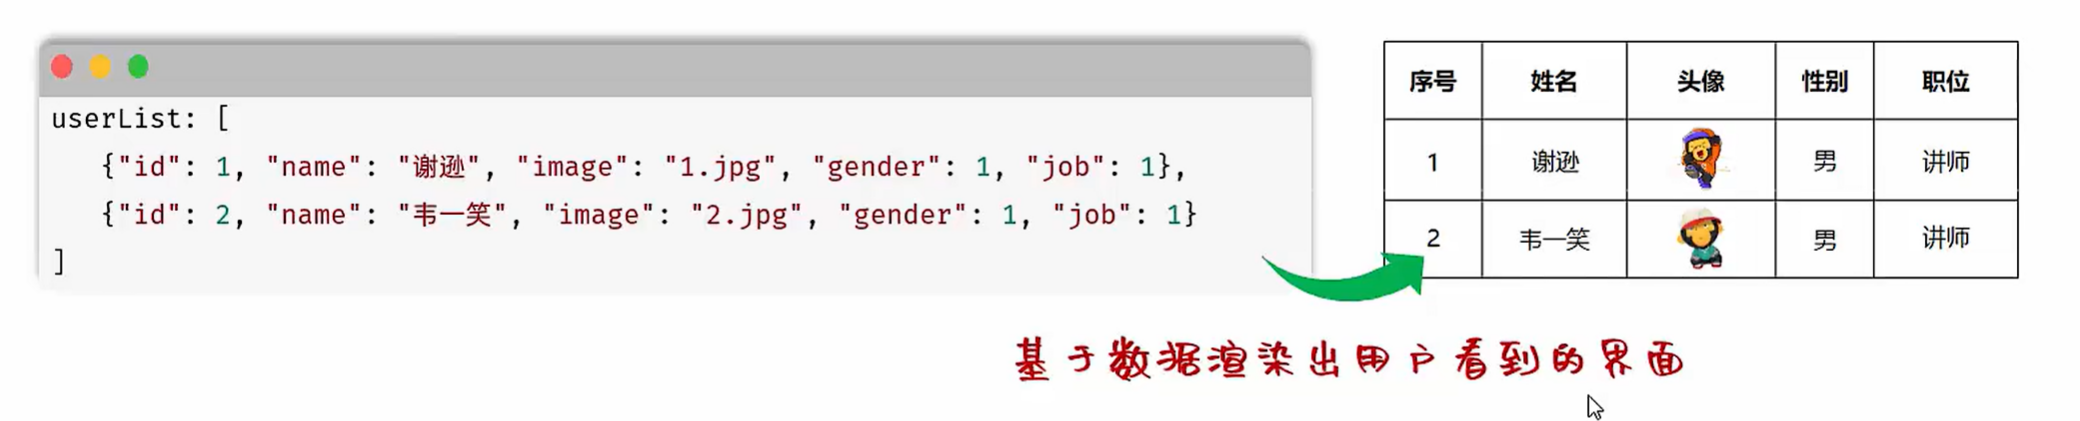 userList: [
{"id": 1, "name": "谢逊", "image": "1.jpg", "gender": 1, "job": 1},
{"id": 2, "name": "韦一笑", "image": "2.jpg", "gender": 1, "job": 1}
]
序号 姓名 头像 性别 职位
1 谢逊 男 讲师
2 韦一笑 男 讲师
基于数据渲染出用户看到的界面